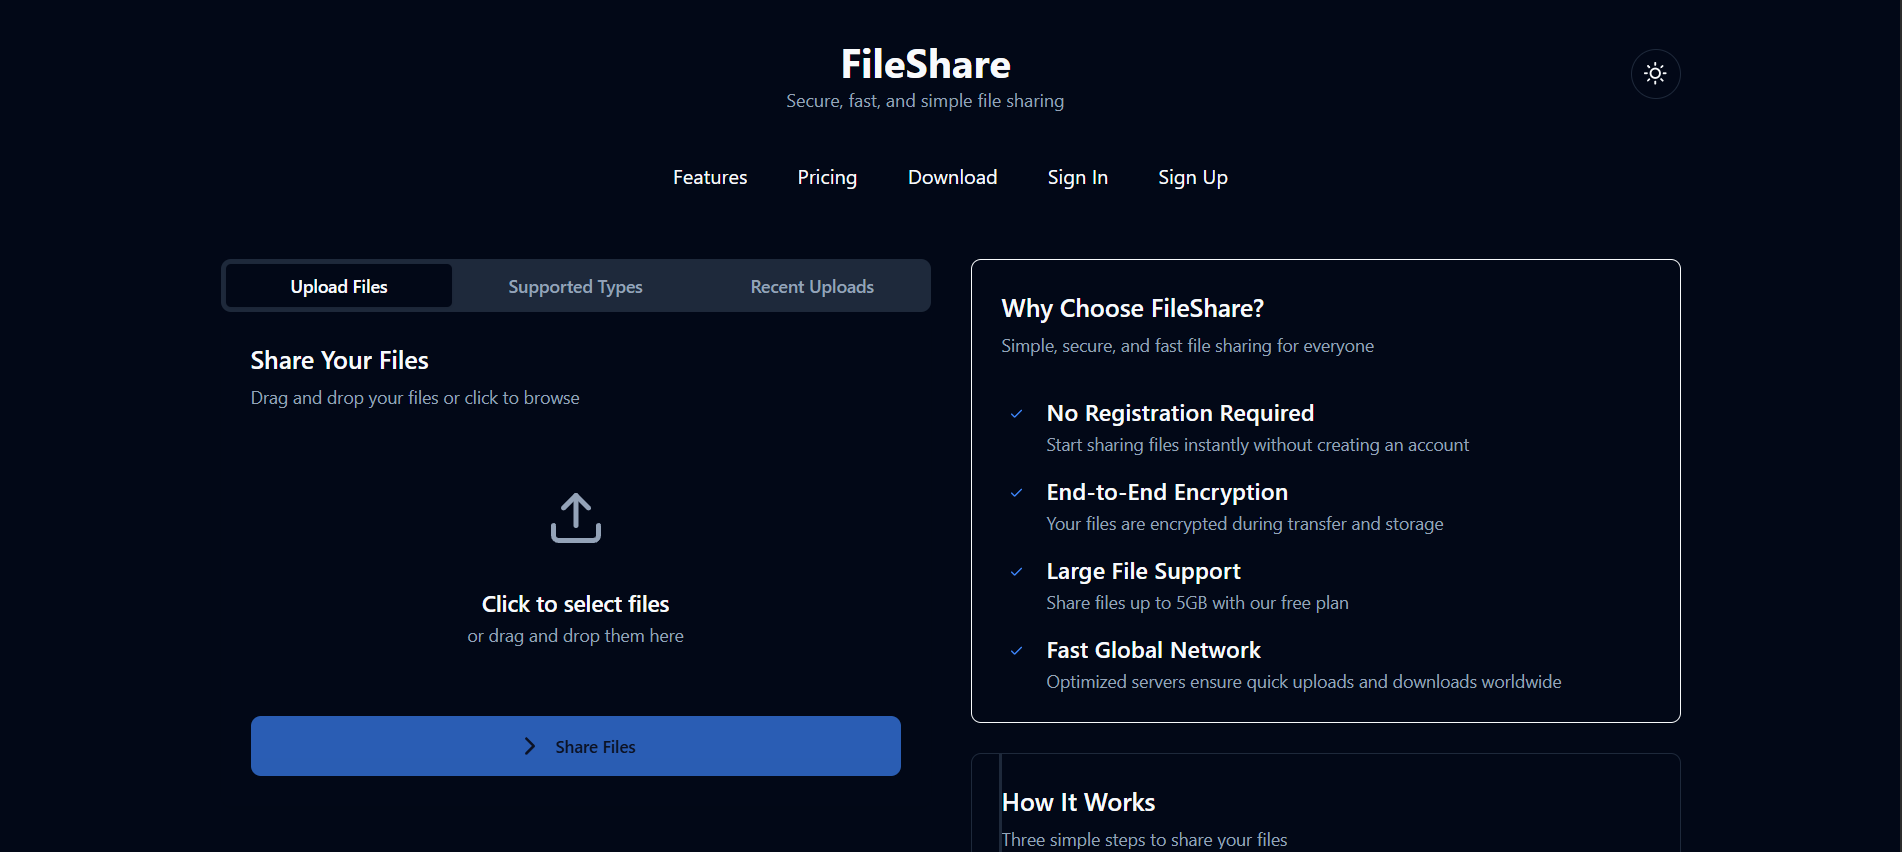 FileShare
Secure, fast, and simple file sharing
Features
Pricing
Download
Sign In
Sign Up
Upload Files
Supported Types
Recent Uploads
Share Your Files
Drag and drop your files or click to browse
Click to select files
or drag and drop them here
Share Files
Why Choose FileShare?
Simple, secure, and fast file sharing for everyone
No Registration Required
Start sharing files instantly without creating an account
End-to-End Encryption
Your files are encrypted during transfer and storage
Large File Support
Share files up to 5GB with our free plan
Fast Global Network
Optimized servers ensure quick uploads and downloads worldwide
How It Works
Three simple steps to share your files